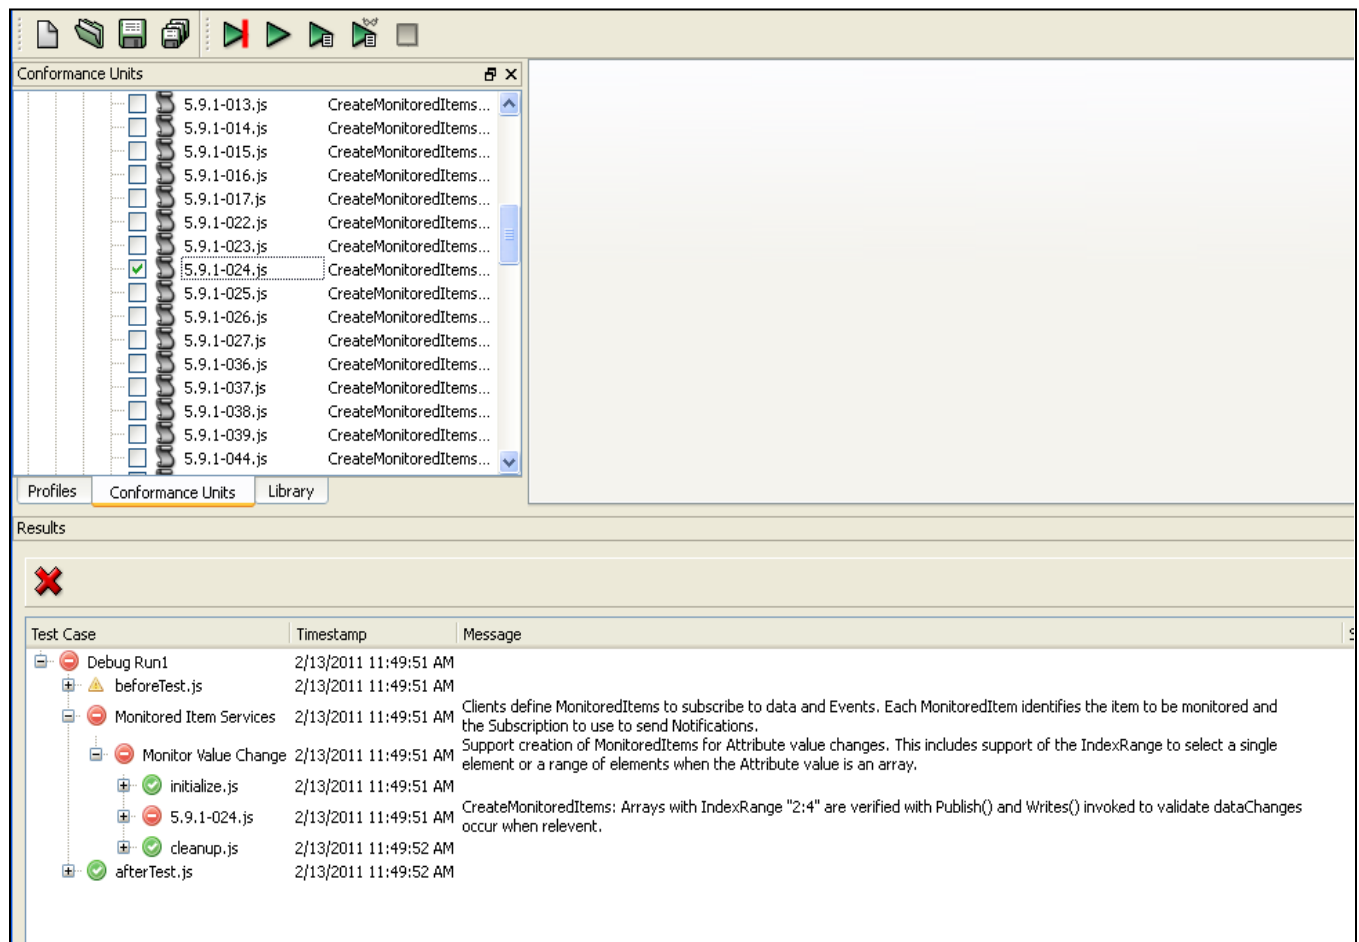 Conformance Units
5.9.1-013.js CreateMonitoredItems...
5.9.1-014.js CreateMonitoredItems...
5.9.1-015.js CreateMonitoredItems...
5.9.1-016.js CreateMonitoredItems...
5.9.1-017.js CreateMonitoredItems...
5.9.1-022.js CreateMonitoredItems...
5.9.1-023.js CreateMonitoredItems...
5.9.1-024.js CreateMonitoredItems...
5.9.1-025.js CreateMonitoredItems...
5.9.1-026.js CreateMonitoredItems...
5.9.1-027.js CreateMonitoredItems...
5.9.1-036.js CreateMonitoredItems...
5.9.1-037.js CreateMonitoredItems...
5.9.1-038.js CreateMonitoredItems...
5.9.1-039.js CreateMonitoredItems...
5.9.1-044.js CreateMonitoredItems...
Profiles Conformance Units Library
Results
Test Case Timestamp Message
Debug Run1 2/13/2011 11:49:51 AM
beforeTest.js 2/13/2011 11:49:51 AM
Monitored Item Services 2/13/2011 11:49:51 AM Clients define MonitoredItems to subscribe to data and Events. Each MonitoredItem identifies the item to be monitored and
the Subscription to use to send Notifications.
Monitor Value Change 2/13/2011 11:49:51 AM Support creation of MonitoredItems for Attribute value changes. This includes support of the IndexRange to select a single
element or a range of elements when the Attribute value is an array.
initialize.js 2/13/2011 11:49:51 AM
5.9.1-024.js 2/13/2011 11:49:51 AM CreateMonitoredItems: Arrays with IndexRange "2:4" are verified with Publish() and Writes() invoked to validate dataChanges
occur when relevent.
cleanup.js 2/13/2011 11:49:52 AM
afterTest.js 2/13/2011 11:49:52 AM